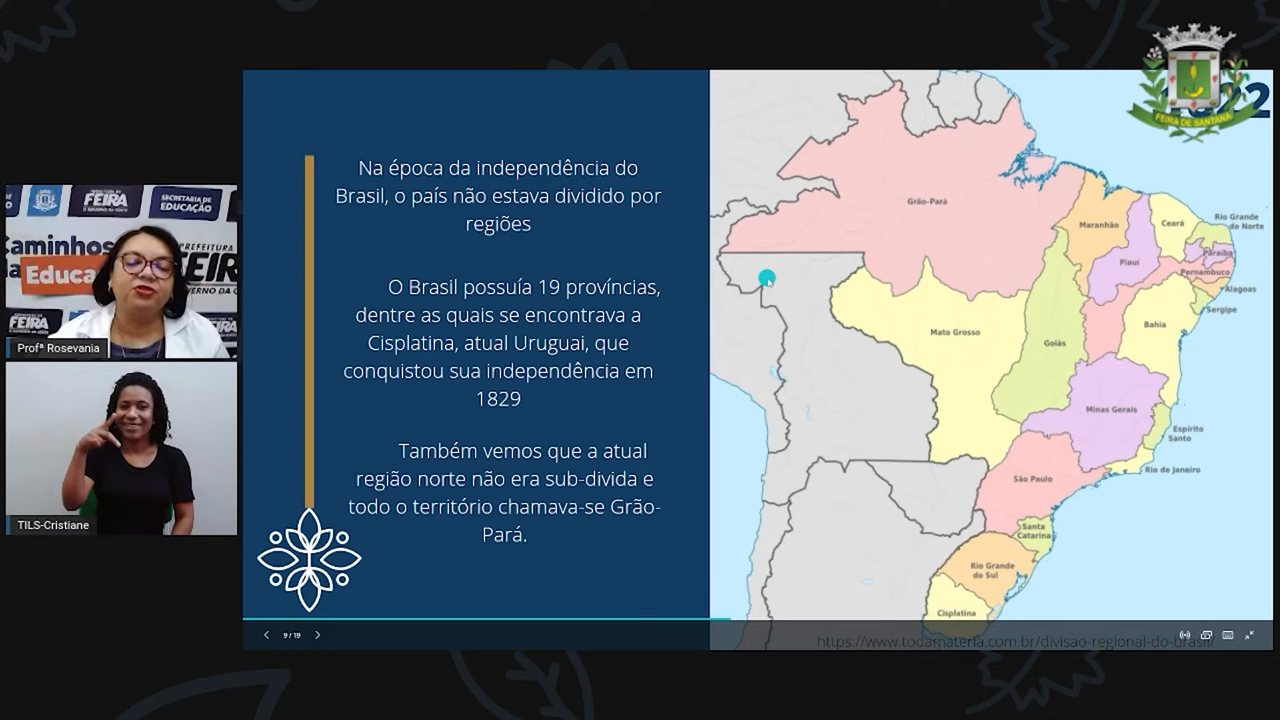 FEIRA DE SANTANA
Na época da independência do
Brasil, o país não estava dividido por
regiões
O Brasil possuía 19 províncias,
dentre as quais se encontrava a
Cisplatina, atual Uruguai, que
conquistou sua independência em
1829
Também vemos que a atual
região norte não era sub-divida e
todo o território chamava-se Grão-
Pará.
Grão-Pará
Maranhão
Ceará
Rio Grande
do Norte
Piauí
Paraíba
Pernambuco
Alagoas
Sergipe
Bahia
Mato Grosso
Goiás
Minas Gerais
Espírito
Santo
Rio de Janeiro
São Paulo
Santa
Catarina
Rio Grande
do Sul
Cisplatina
https://www.todamateria.com.br/divisao-regional-do-brasil/
9 / 19
FEIRA
SECRETARIA DE
EDUCAÇÃO
Caminhos
Educa
PREFEITURA
FEIRA
Profª Rosevania
TILS-Cristiane